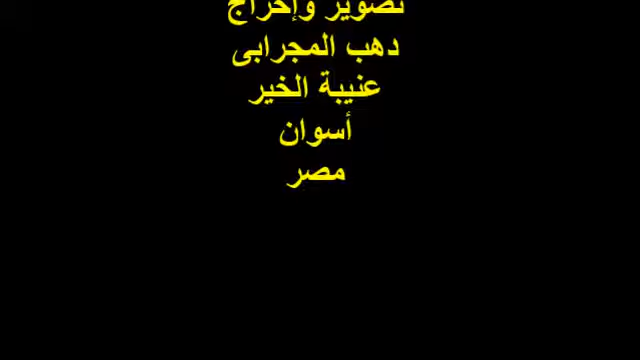 تصوير وإخراج
دهب المجرابى
عنيبة الخير
أسوان
مصر